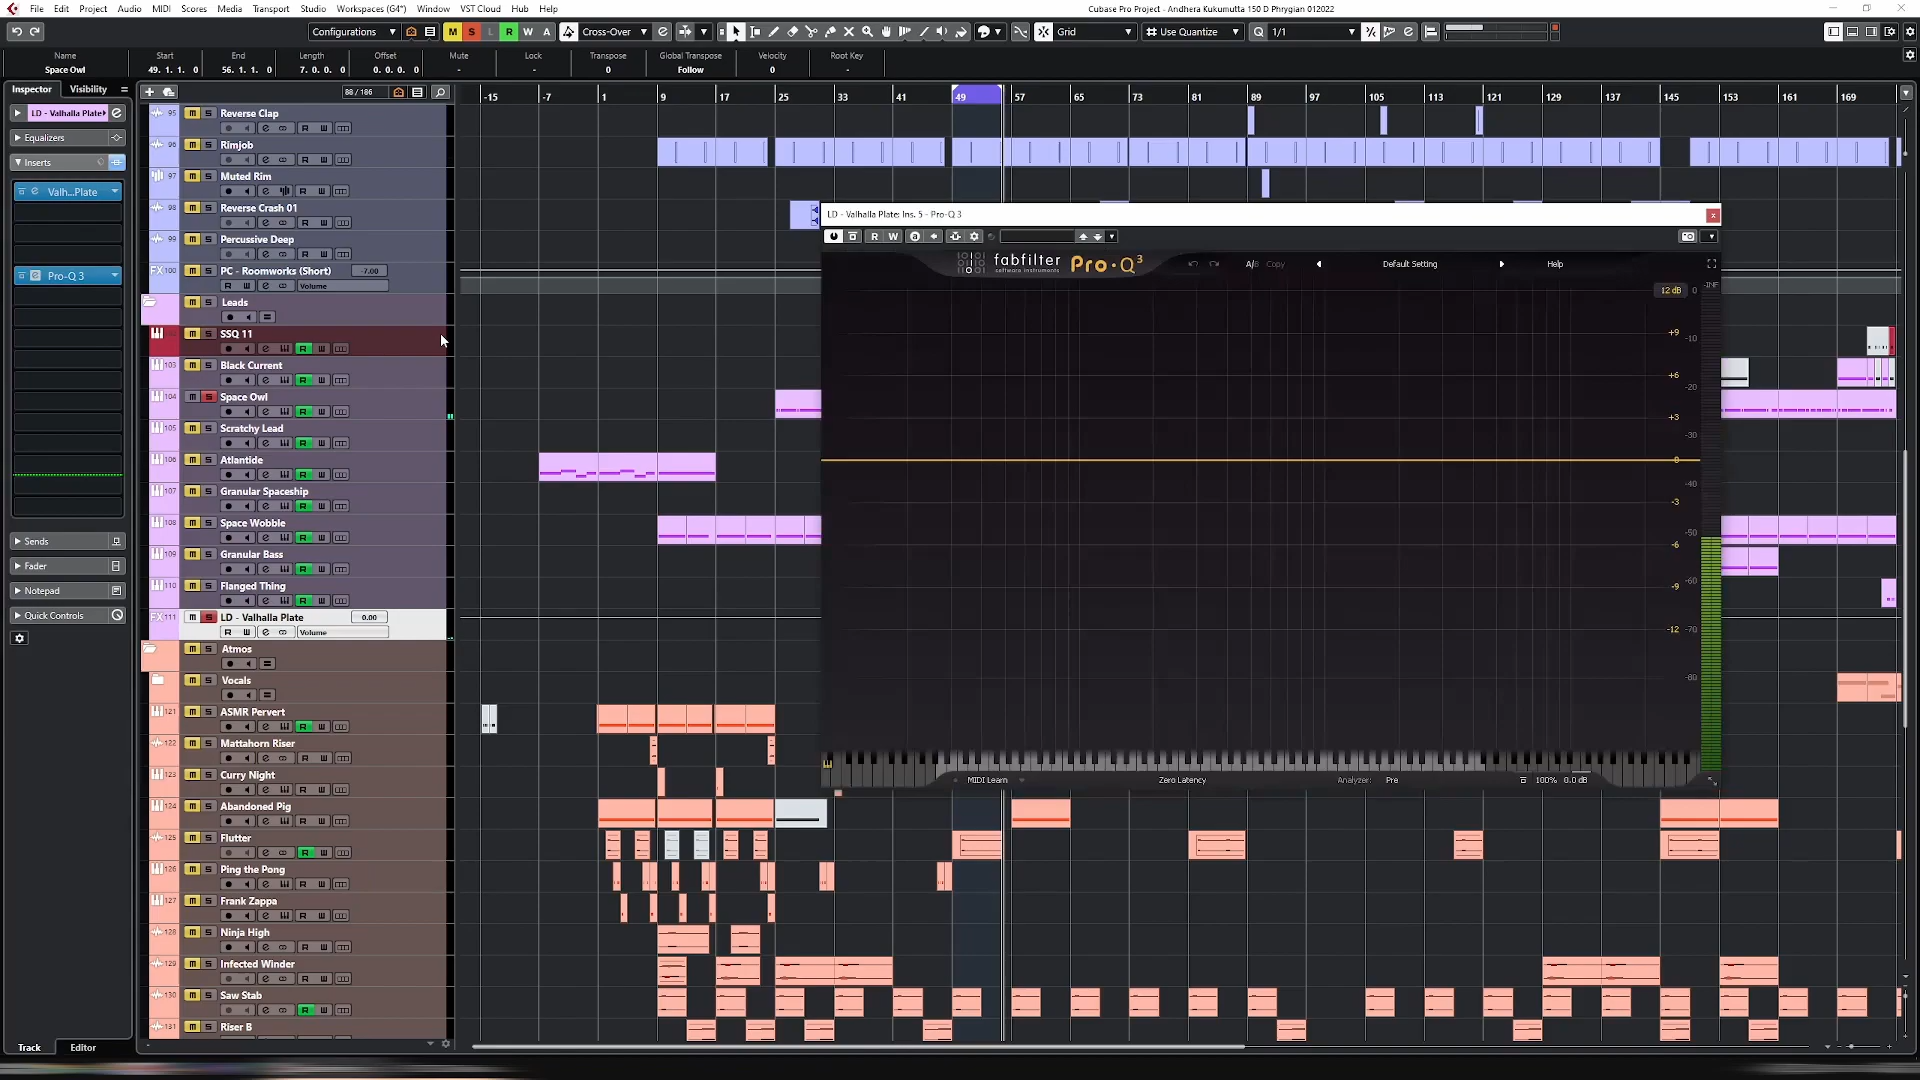 File Edit Project Audio MIDI Scores Media Transport Studio Workspaces (G4*) Window VST Cloud Hub Help
Cubase Pro Project - Andhera Kukumutta 150 D Phrygian 012022
Configurations M S L R W A Cross-Over Grid Use Quantize Q 1/1
Name Start End Length Offset Mute Lock Transpose Global Transpose Velocity Root Key
Space Owl 49. 1. 1. 0 56. 1. 1. 0 7. 0. 0. 0 0. 0. 0. 0 - - 0 Follow 0 -
Inspector Visibility
88 / 186
-15 -7 1 9 17 25 33 41 49 57 65 73 81 89 97 105 113 121 129 137 145 153 161 169
LD - Valhalla Plate
Equalizers
Inserts
Valh...Plate
Pro-Q 3
Sends
Fader
Notepad
Quick Controls
95 Reverse Clap
96 Rimjob
97 Muted Rim
98 Reverse Crash 01
99 Percussive Deep
FX100 PC - Roomworks (Short) -7.00
Volume
Leads
SSQ 11
103 Black Current
104 Space Owl
105 Scratchy Lead
106 Atlantide
107 Granular Spaceship
108 Space Wobble
109 Granular Bass
110 Flanged Thing
FX111 LD - Valhalla Plate 0.00
Volume
Atmos
Vocals
121 ASMR Pervert
122 Mattahorn Riser
123 Curry Night
124 Abandoned Pig
125 Flutter
126 Ping the Pong
127 Frank Zappa
128 Ninja High
129 Infected Winder
130 Saw Stab
131 Riser B
Track Editor
LD - Valhalla Plate: Ins. 5 - Pro-Q 3
R W
fabfilter
software instruments
Pro·Q³
A/B Copy Default Setting Help
12 dB 0 -INF
+9 -10
+6 -20
+3 -30
0 -40
-3 -50
-6 -60
-9
-12 -70
-80
MIDI Learn Zero Latency Analyzer: Pre 100% 0.0 dB